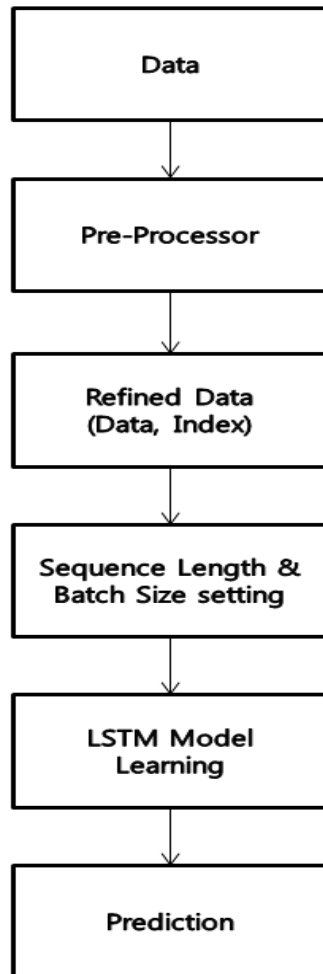 Data
Pre-Processor
Refined Data
(Data, Index)
Sequence Length &
Batch Size setting
LSTM Model
Learning
Prediction